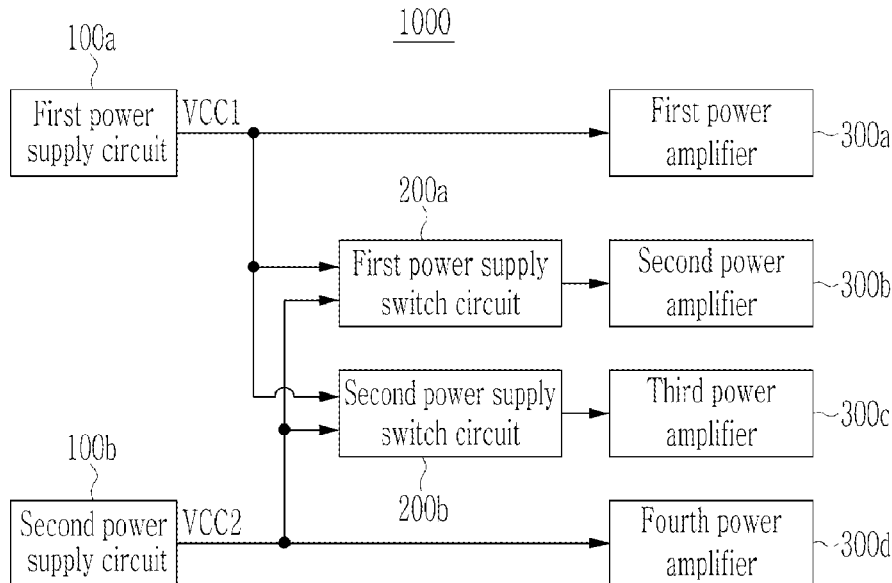 1000
100a
First power
supply circuit
VCC1
First power
amplifier
300a
200a
First power supply
switch circuit
Second power
amplifier
300b
Second power supply
switch circuit
Third power
amplifier
300c
100b
200b
Second power
supply circuit
VCC2
Fourth power
amplifier
300d